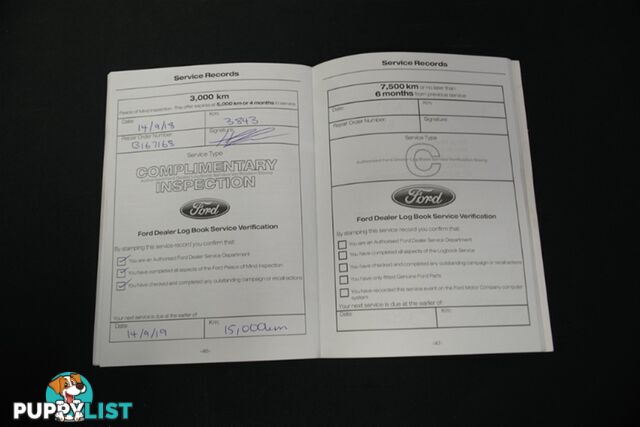 Service Records
3,000 km
Peace of Mind Inspection. This offer expires at 5,000 km or 4 months in service
Date: Km:
14/9/18 3843
Repair Order Number: Signature:
B167168
Service Type
COMPLIMENTARY
INSPECTION
Ford
Ford Dealer Log Book Service Verification
By stamping this service record you confirm that:
You are an Authorised Ford Dealer Service Department
You have completed all aspects of the Ford Peace of Mind Inspection
You have checked and completed any outstanding campaign or recall actions
Your next service is due at the earlier of:
Date: Km:
14/9/19 15,000km
Service Records
7,500 km or no later than
6 months from previous service
Date: Km:
Repair Order Number: Signature:
Service Type
C
Ford
Ford Dealer Log Book Service Verification
By stamping this service record you confirm that:
You are an Authorised Ford Dealer Service Department
You have completed all aspects of the Logbook Service
You have checked and completed any outstanding campaign or recall actions
You have only fitted Genuine Ford Parts
You have recorded this service event on the Ford Motor Company computer
system
Your next service is due at the earlier of:
Date: Km:
PUPPYLIST